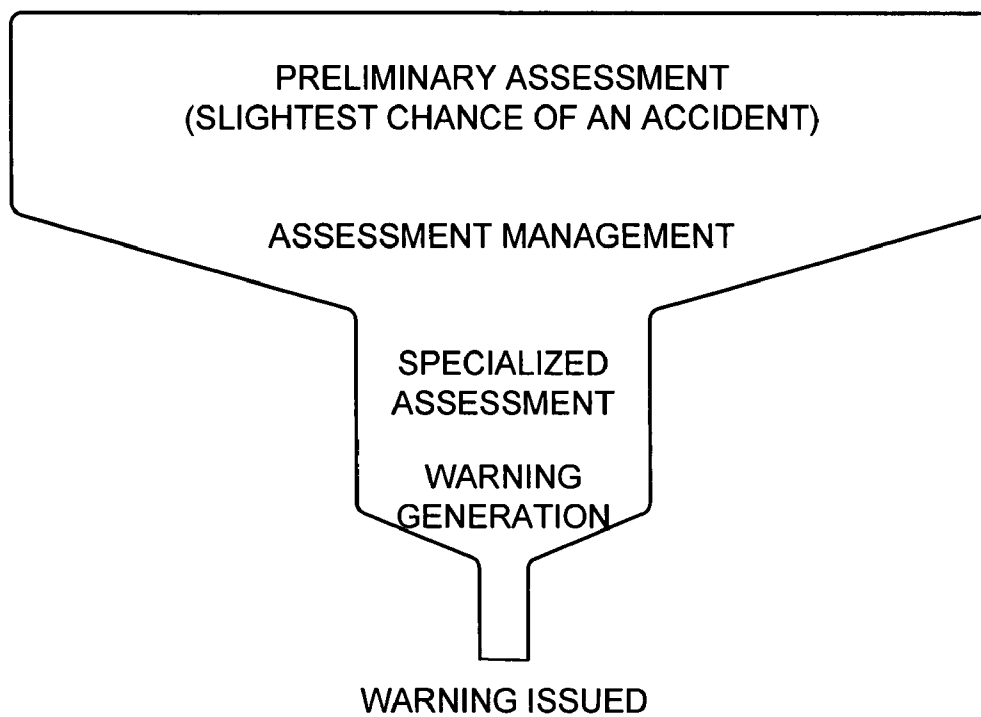 PRELIMINARY ASSESSMENT
(SLIGHTEST CHANCE OF AN ACCIDENT)
ASSESSMENT MANAGEMENT
SPECIALIZED
ASSESSMENT
WARNING
GENERATION
WARNING ISSUED